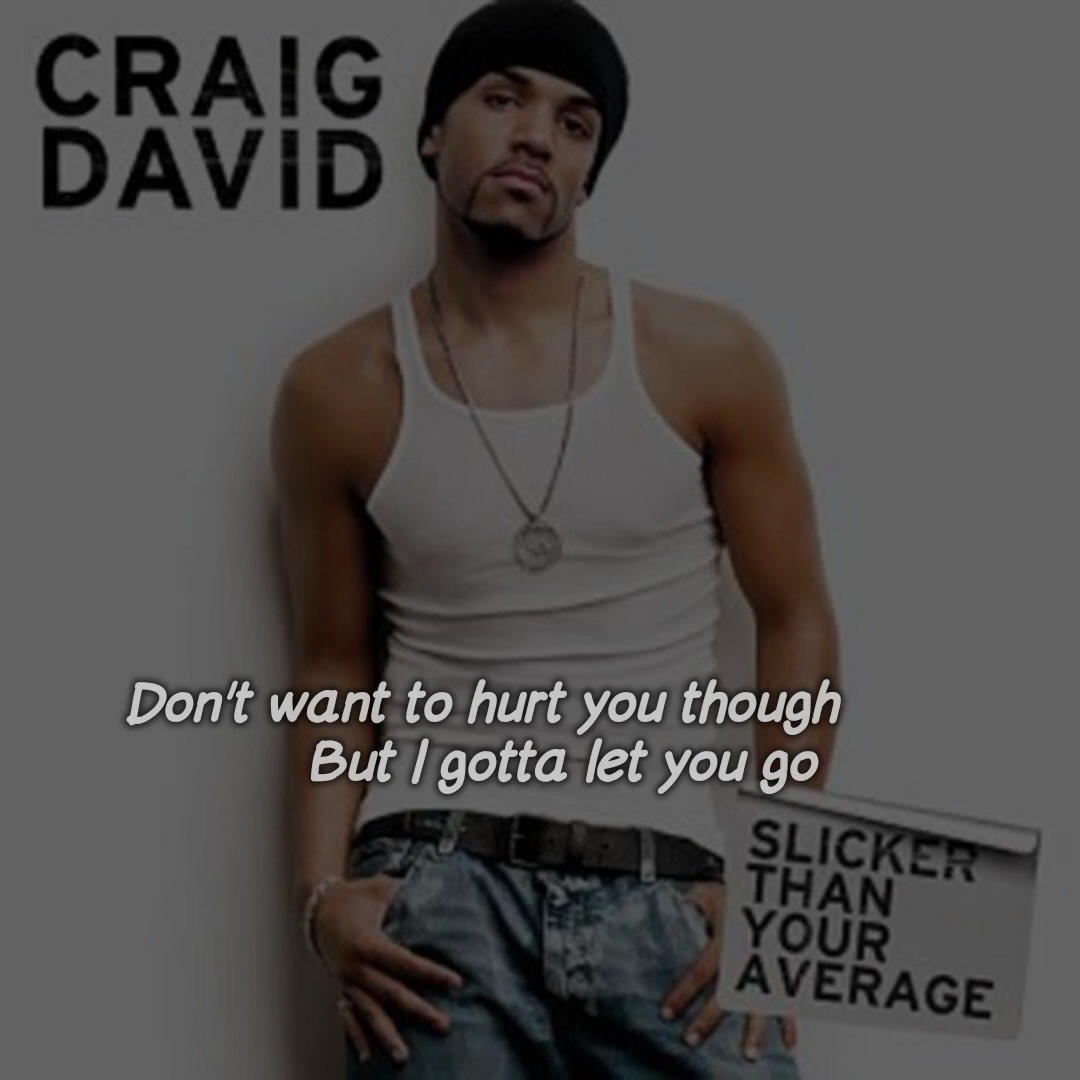 CRAIG
DAVID
Don't want to hurt you though
But I gotta let you go
SLICKER
THAN
YOUR
AVERAGE